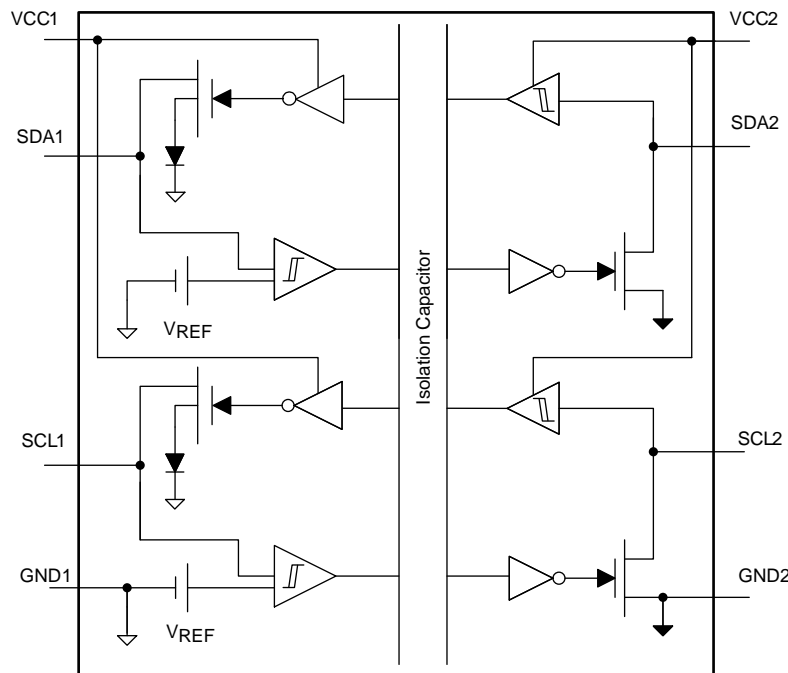 VCC1
VCC2
SDA1
SDA2
VREF
Isolation Capacitor
SCL1
SCL2
GND1
GND2
VREF